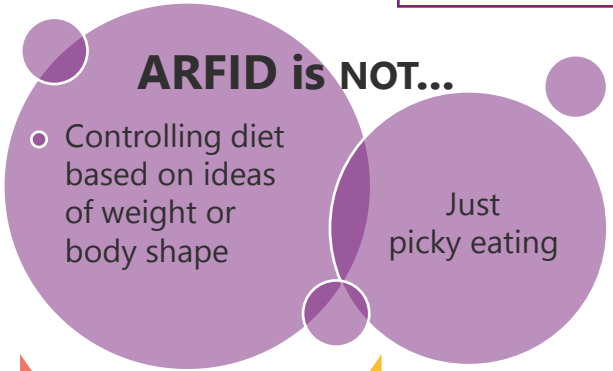 ARFID is NOT...
Controlling diet
based on ideas
of weight or
body shape
Just
picky eating